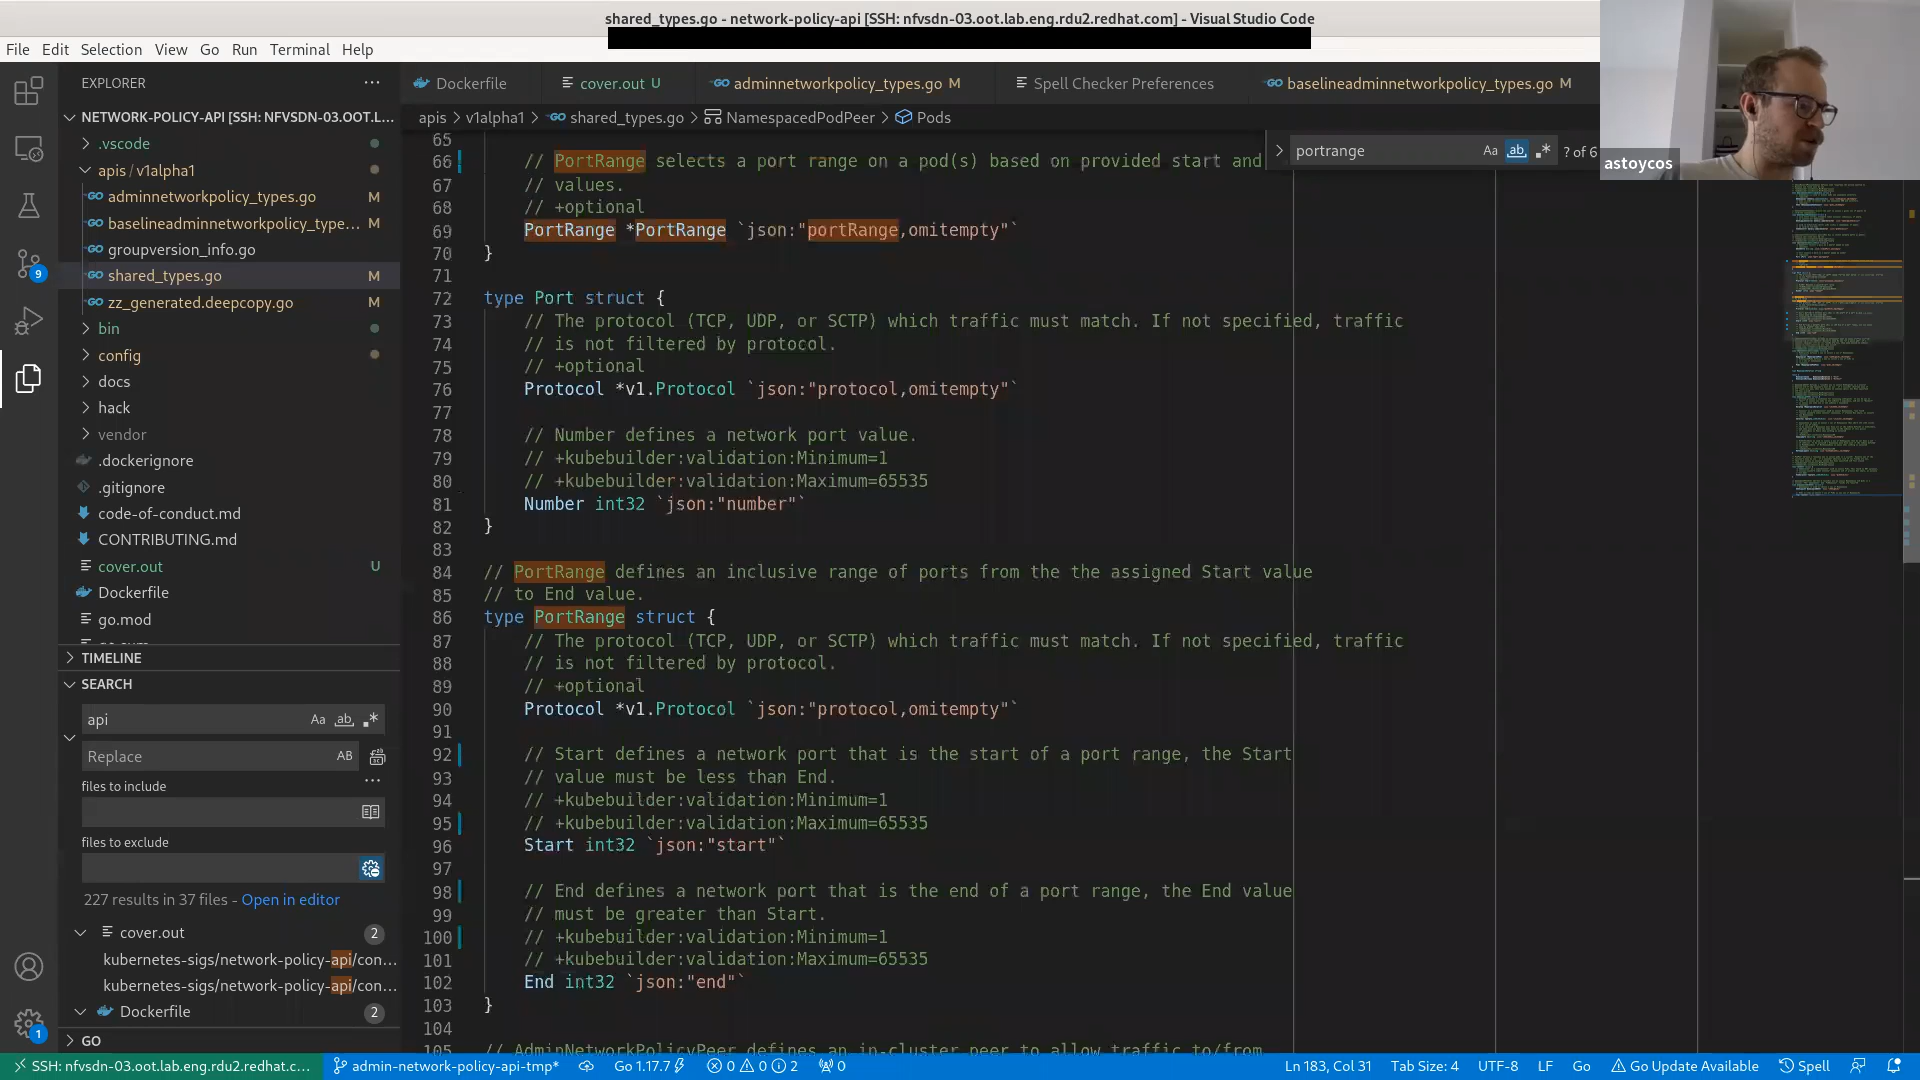 shared_types.go - network-policy-api [SSH: nfvsdn-03.oot.lab.eng.rdu2.redhat.com] - Visual Studio Code
File Edit Selection View Go Run Terminal Help
EXPLORER
Dockerfile
cover.out U
adminnetworkpolicy_types.go M
Spell Checker Preferences
baselineadminnetworkpolicy_types.go M
NETWORK-POLICY-API [SSH: NFVSDN-03.OOT.L...
apis > v1alpha1 > shared_types.go > NamespacedPodPeer > Pods
portrange Aa ab ? of 6
astoycos
.vscode
apis / v1alpha1
adminnetworkpolicy_types.go M
baselineadminnetworkpolicy_type... M
groupversion_info.go
shared_types.go M
zz_generated.deepcopy.go M
bin
config
docs
hack
vendor
.dockerignore
.gitignore
code-of-conduct.md
CONTRIBUTING.md
cover.out U
Dockerfile
go.mod
TIMELINE
SEARCH
api Aa ab
Replace AB
files to include
files to exclude
227 results in 37 files - Open in editor
cover.out 2
kubernetes-sigs/network-policy-api/con...
kubernetes-sigs/network-policy-api/con...
Dockerfile 2
GO
9
1
65
66 // PortRange selects a port range on a pod(s) based on provided start and
67 // values.
68 // +optional
69 PortRange *PortRange `json:"portRange,omitempty"`
70 }
71
72 type Port struct {
73 // The protocol (TCP, UDP, or SCTP) which traffic must match. If not specified, traffic
74 // is not filtered by protocol.
75 // +optional
76 Protocol *v1.Protocol `json:"protocol,omitempty"`
77
78 // Number defines a network port value.
79 // +kubebuilder:validation:Minimum=1
80 // +kubebuilder:validation:Maximum=65535
81 Number int32 `json:"number"`
82 }
83
84 // PortRange defines an inclusive range of ports from the the assigned Start value
85 // to End value.
86 type PortRange struct {
87 // The protocol (TCP, UDP, or SCTP) which traffic must match. If not specified, traffic
88 // is not filtered by protocol.
89 // +optional
90 Protocol *v1.Protocol `json:"protocol,omitempty"`
91
92 // Start defines a network port that is the start of a port range, the Start
93 // value must be less than End.
94 // +kubebuilder:validation:Minimum=1
95 // +kubebuilder:validation:Maximum=65535
96 Start int32 `json:"start"`
97
98 // End defines a network port that is the end of a port range, the End value
99 // must be greater than Start.
100 // +kubebuilder:validation:Minimum=1
101 // +kubebuilder:validation:Maximum=65535
102 End int32 `json:"end"`
103 }
104
105 // AdminNetworkPolicyPeer defines an in-cluster peer to allow traffic to/from
SSH: nfvsdn-03.oot.lab.eng.rdu2.redhat.c... admin-network-policy-api-tmp* Go 1.17.7 0 0 2 0 Ln 183, Col 31 Tab Size: 4 UTF-8 LF Go Go Update Available Spell